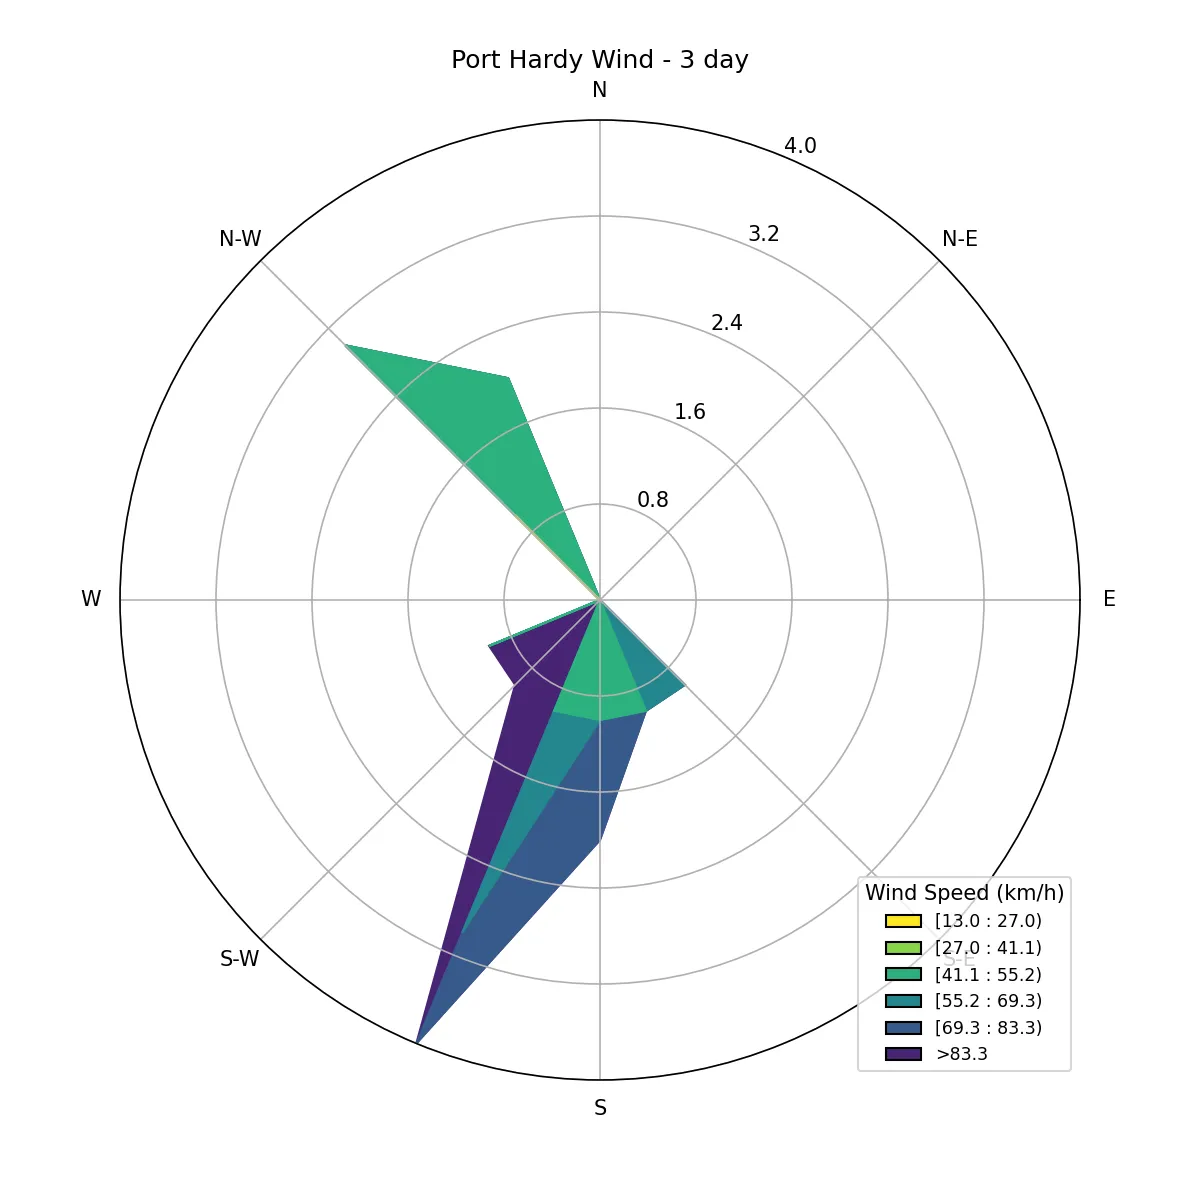 Port Hardy Wind - 3 day
N
4.0
N-W
3.2
N-E
2.4
1.6
0.8
W
E
S-W
S-E
S
Wind Speed (km/h)
[13.0 : 27.0)
[27.0 : 41.1)
[41.1 : 55.2)
[55.2 : 69.3)
[69.3 : 83.3)
>83.3